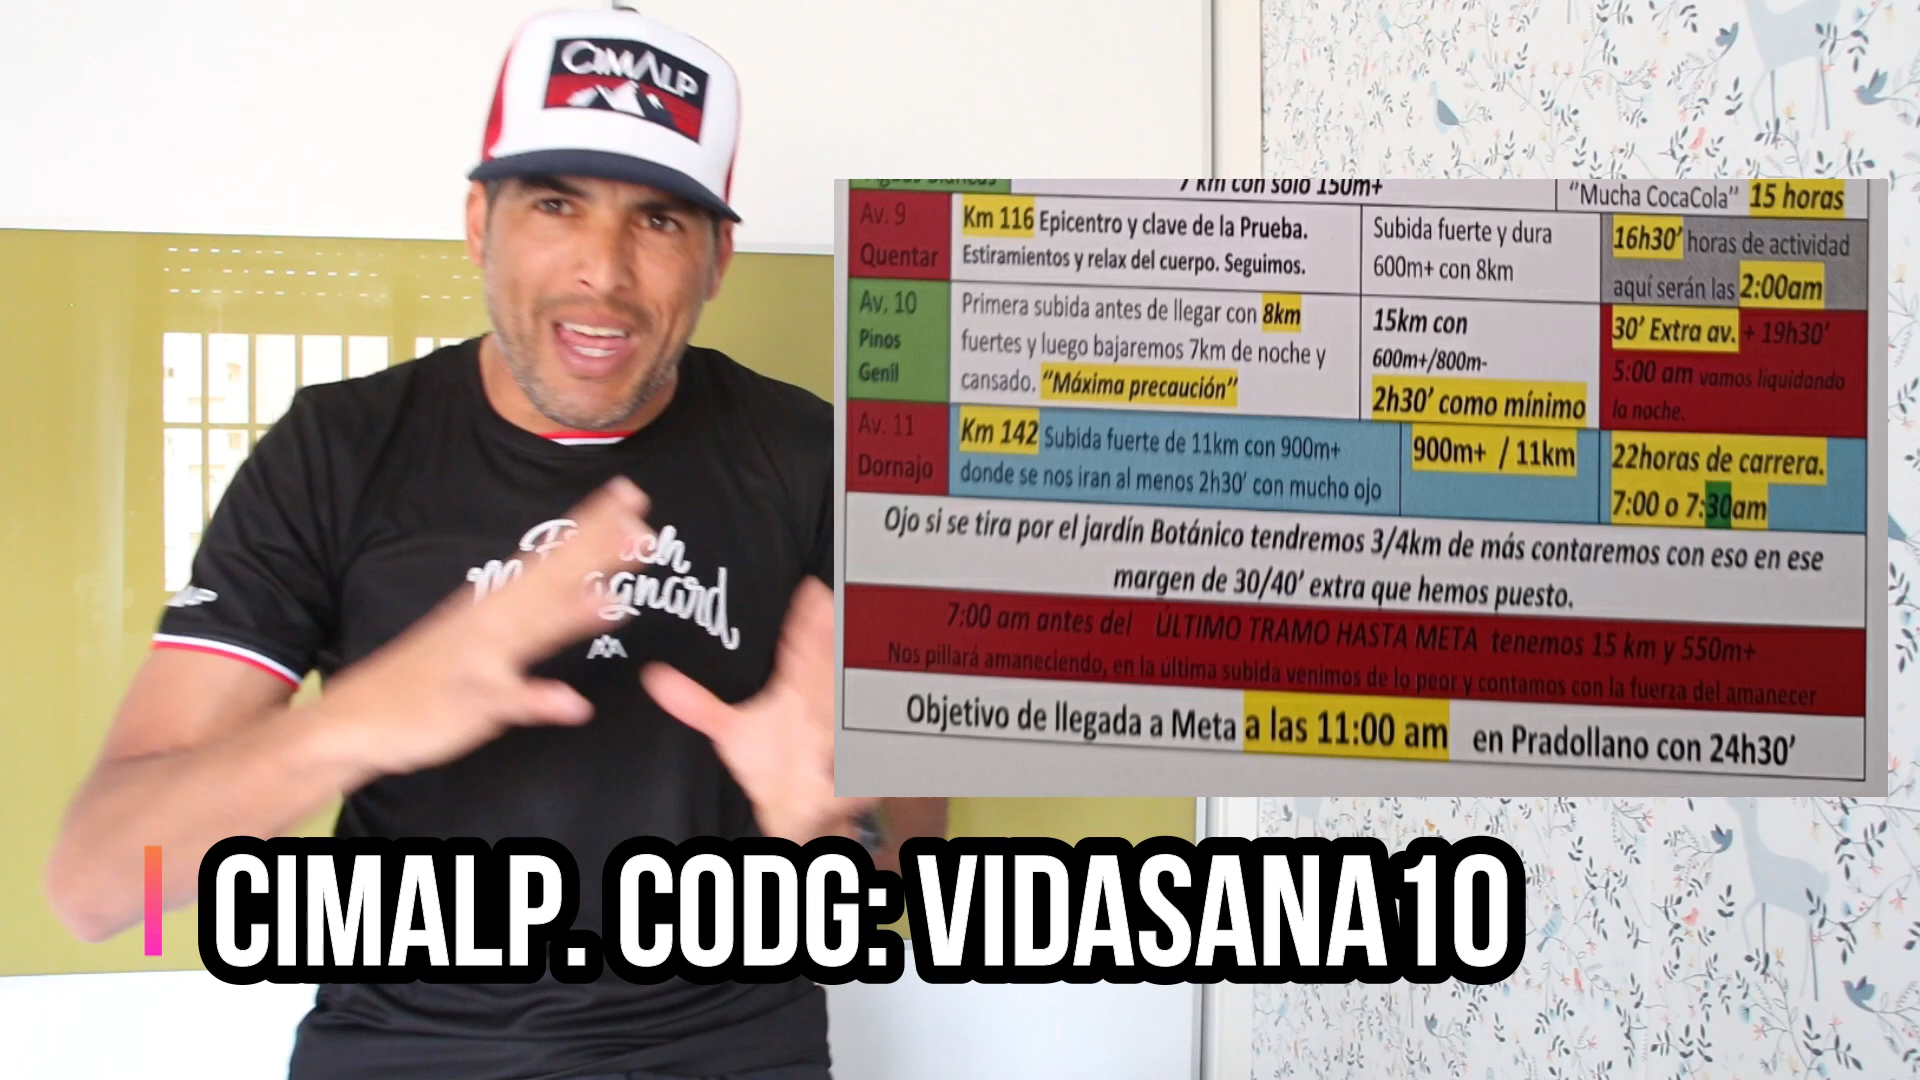 CIMALP
7 km con solo 150m+
"Mucha CocaCola" 15 horas
Av. 9
Quentar
Km 116 Epicentro y clave de la Prueba.
Estiramientos y relax del cuerpo. Seguimos.
Subida fuerte y dura
600m+ con 8km
16h30' horas de actividad
aquí serán las 2:00am
Av. 10
Pinos
Genil
Primera subida antes de llegar con 8km
fuertes y luego bajaremos 7km de noche y
cansado. "Máxima precaución"
15km con
600m+/800m-
2h30' como mínimo
30' Extra av. + 19h30'
5:00 am vamos liquidando
la noche.
Av. 11
Dornajo
Km 142 Subida fuerte de 11km con 900m+
donde se nos iran al menos 2h30' con mucho ojo
900m+ / 11km
22horas de carrera.
7:00 o 7:30am
Ojo si se tira por el jardín Botánico tendremos 3/4km de más contaremos con eso en ese
margen de 30/40' extra que hemos puesto.
7:00 am antes del ÚLTIMO TRAMO HASTA META tenemos 15 km y 550m+
Nos pillará amaneciendo, en la última subida venimos de lo peor y contamos con la fuerza del amanecer
Objetivo de llegada a Meta a las 11:00 am en Pradollano con 24h30'
CIMALP. CODG: VIDASANA10